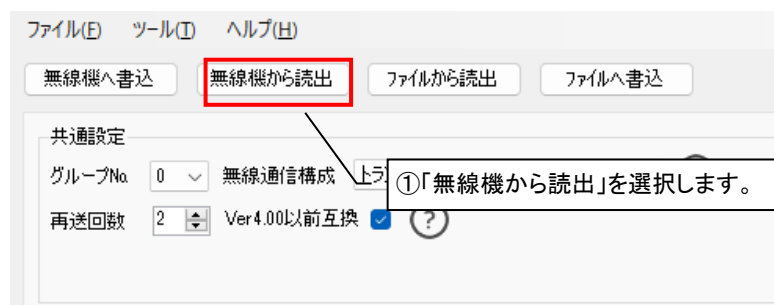 ファイル(F) ツール(T) ヘルプ(H)
無線機へ書込 無線機から読出 ファイルから読出 ファイルへ書込
共通設定
グループNo. 0 無線通信構成 トラ
①「無線機から読出」を選択します。
再送回数 2 Ver4.00以前互換 ?